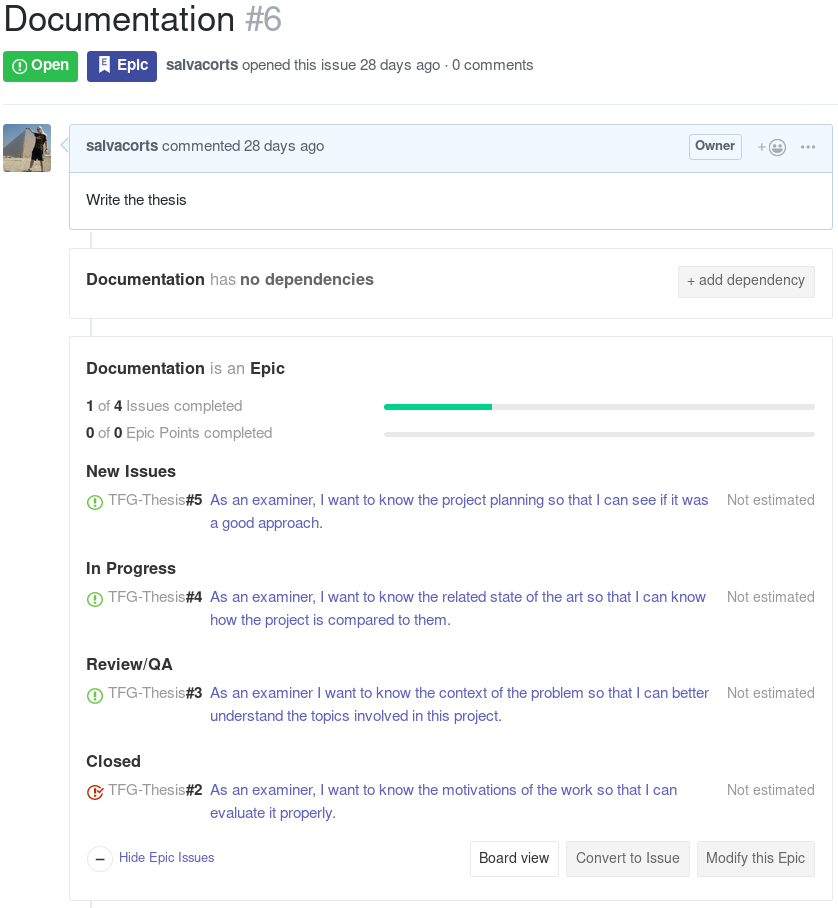 Documentation #6
Open Epic salvacorts opened this issue 28 days ago · 0 comments
salvacorts commented 28 days ago Owner + ...
Write the thesis
Documentation has no dependencies + add dependency
Documentation is an Epic
1 of 4 Issues completed
0 of 0 Epic Points completed
New Issues
TFG-Thesis#5 As an examiner, I want to know the project planning so that I can see if it was Not estimated
a good approach.
In Progress
TFG-Thesis#4 As an examiner, I want to know the related state of the art so that I can know Not estimated
how the project is compared to them.
Review/QA
TFG-Thesis#3 As an examiner I want to know the context of the problem so that I can better Not estimated
understand the topics involved in this project.
Closed
TFG-Thesis#2 As an examiner, I want to know the motivations of the work so that I can Not estimated
evaluate it properly.
Hide Epic Issues Board view Convert to Issue Modify this Epic